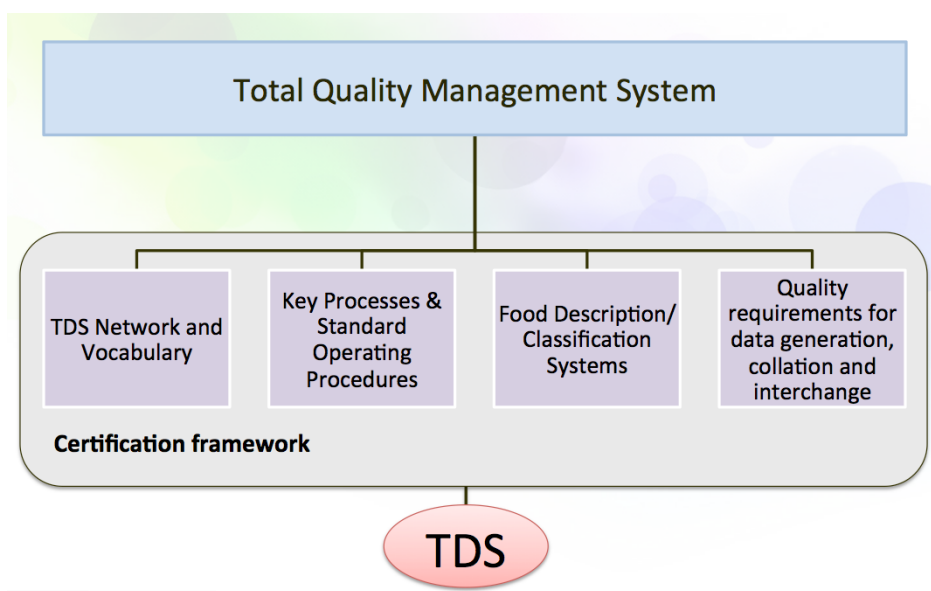 Total Quality Management System
TDS Network and
Vocabulary
Key Processes &
Standard
Operating
Procedures
Food Description/
Classification
Systems
Quality
requirements for
data generation,
collation and
interchange
Certification framework
TDS